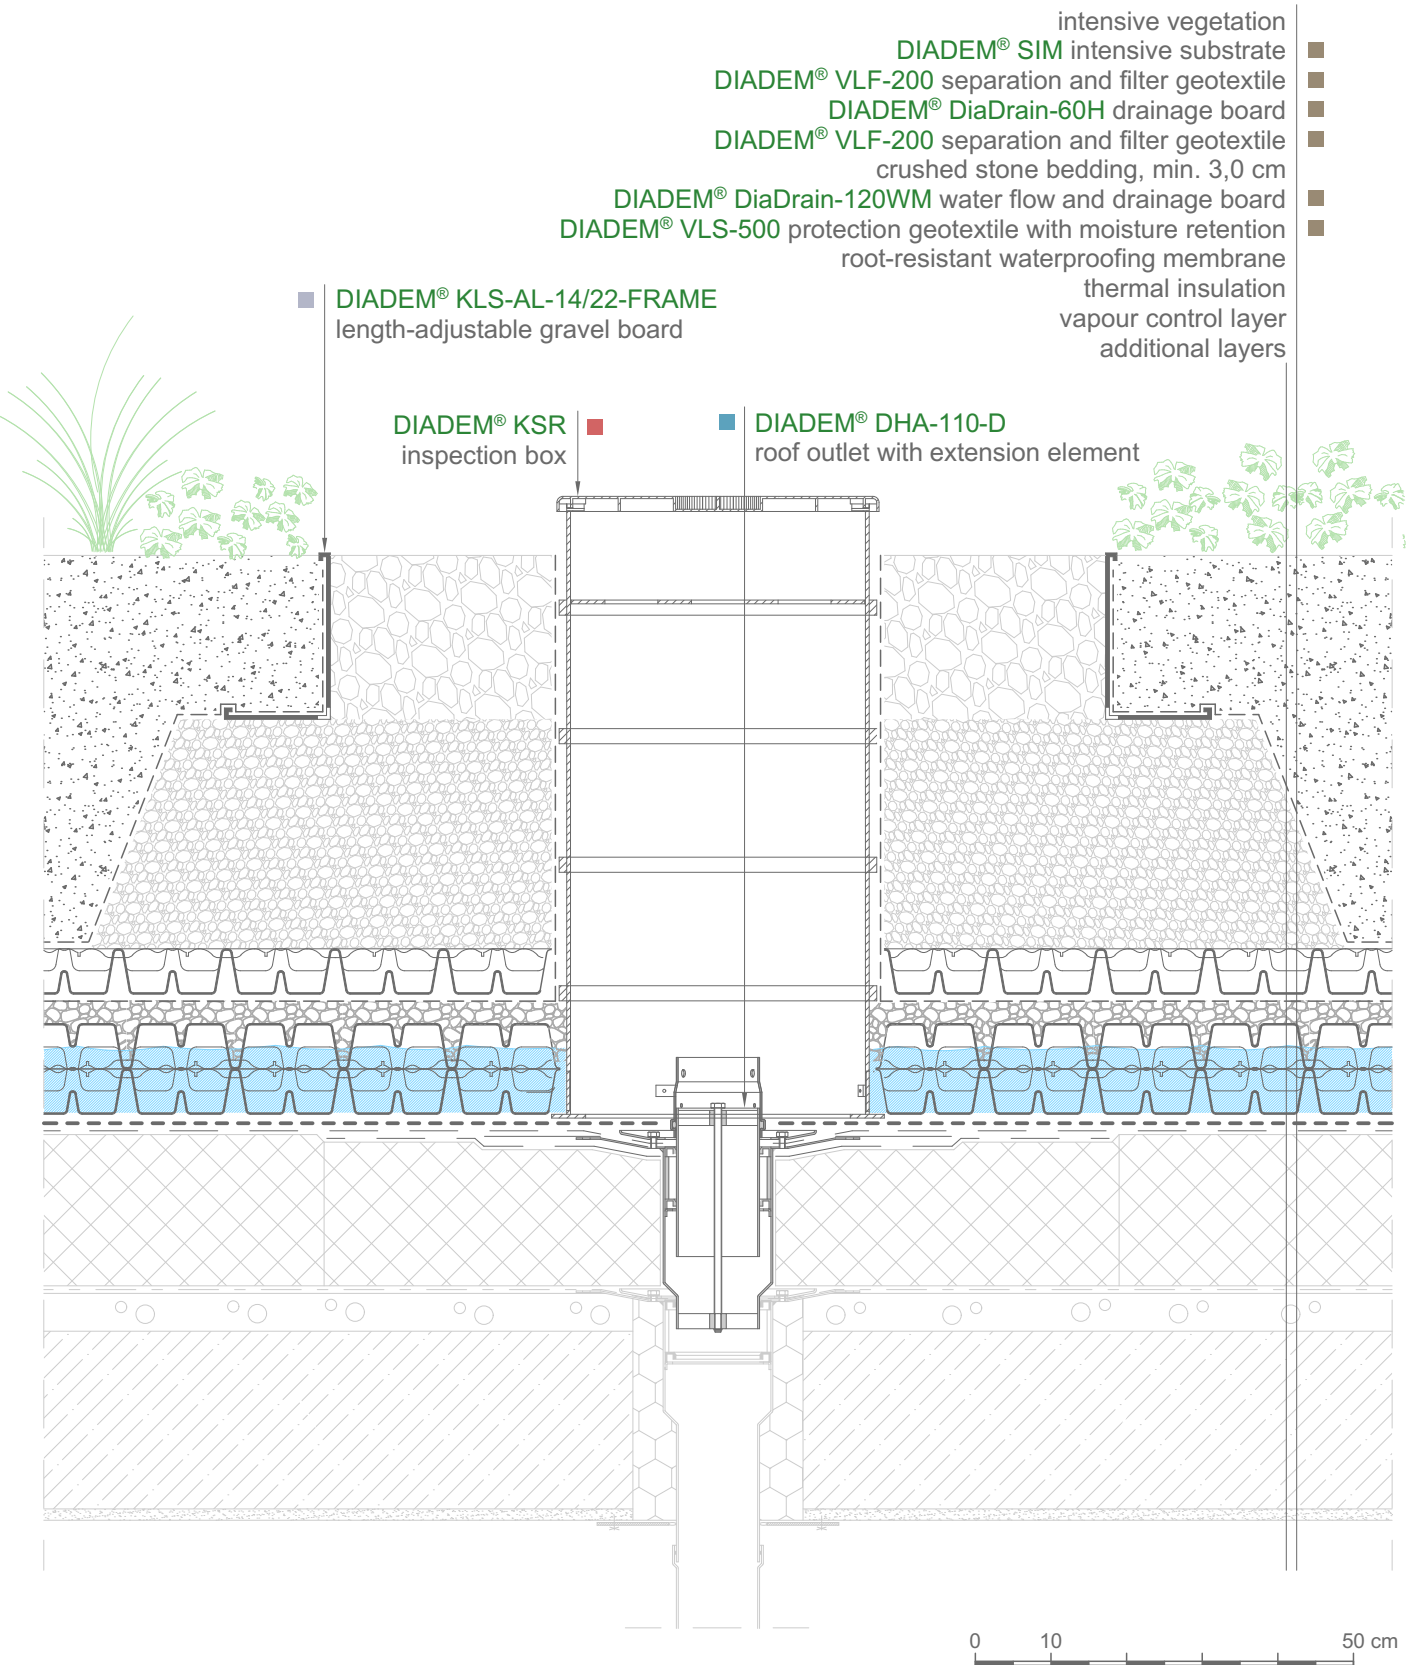 intensive vegetation
DIADEM® SIM intensive substrate
DIADEM® VLF-200 separation and filter geotextile
DIADEM® DiaDrain-60H drainage board
DIADEM® VLF-200 separation and filter geotextile
crushed stone bedding, min. 3,0 cm
DIADEM® DiaDrain-120WM water flow and drainage board
DIADEM® VLS-500 protection geotextile with moisture retention
root-resistant waterproofing membrane
thermal insulation
vapour control layer
additional layers
DIADEM® KLS-AL-14/22-FRAME
length-adjustable gravel board
DIADEM® KSR
inspection box
DIADEM® DHA-110-D
roof outlet with extension element
0 10 50 cm